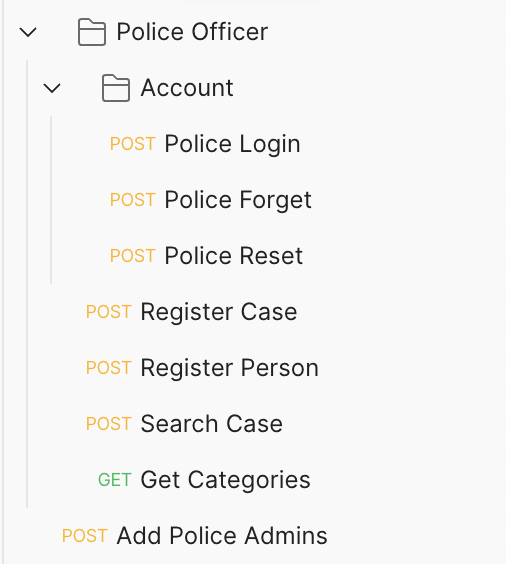 Police Officer
Account
POST Police Login
POST Police Forget
POST Police Reset
POST Register Case
POST Register Person
POST Search Case
GET Get Categories
POST Add Police Admins